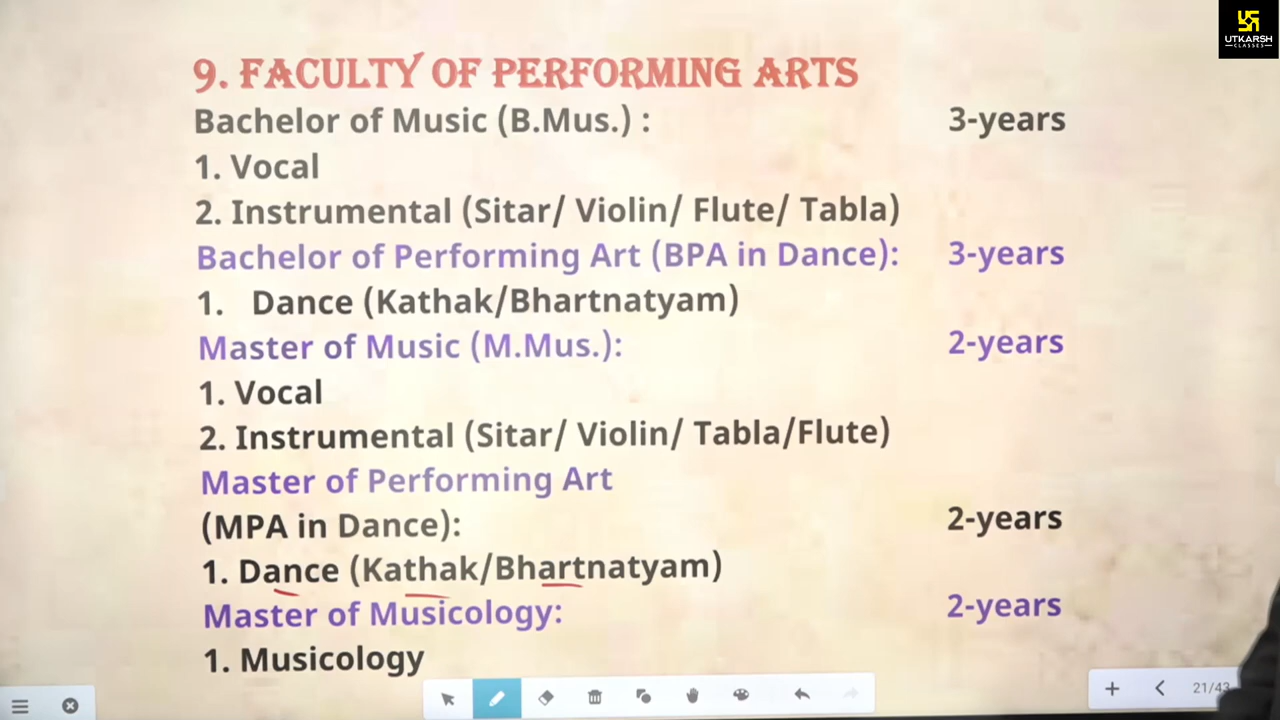 UTKARSH
CLASSES
9. FACULTY OF PERFORMING ARTS
Bachelor of Music (B.Mus.) : 3-years
1. Vocal
2. Instrumental (Sitar/ Violin/ Flute/ Tabla)
Bachelor of Performing Art (BPA in Dance): 3-years
1. Dance (Kathak/Bhartnatyam)
Master of Music (M.Mus.): 2-years
1. Vocal
2. Instrumental (Sitar/ Violin/ Tabla/Flute)
Master of Performing Art
(MPA in Dance): 2-years
1. Dance (Kathak/Bhartnatyam)
Master of Musicology: 2-years
1. Musicology
21/43